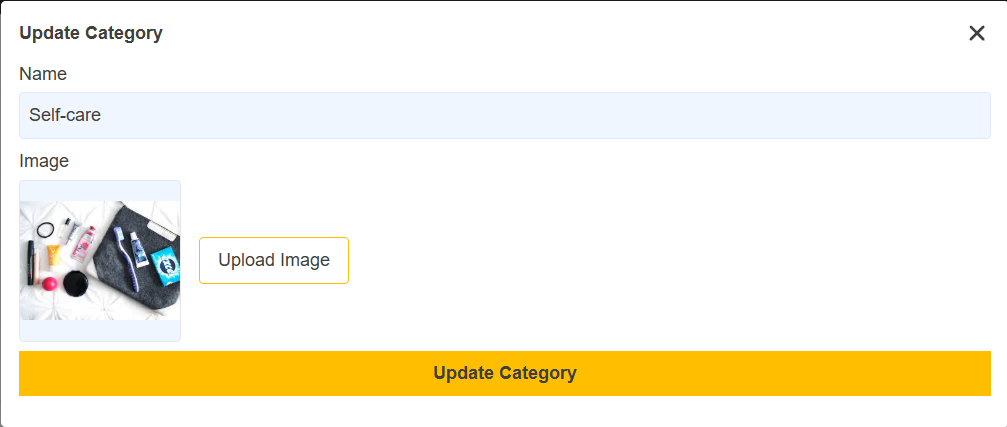 Update Category
Name
Self-care
Image
Upload Image
Update Category